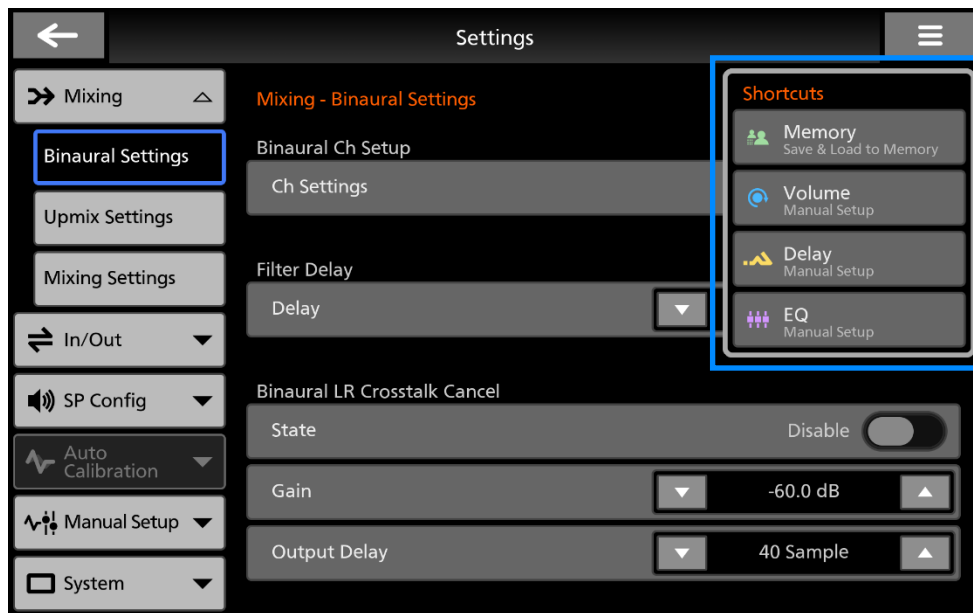 Settings
Mixing
Binaural Settings
Upmix Settings
Mixing Settings
In/Out
SP Config
Auto
Calibration
Manual Setup
System
Mixing - Binaural Settings
Binaural Ch Setup
Ch Settings
Filter Delay
Delay
Binaural LR Crosstalk Cancel
State
Disable
Gain
-60.0 dB
Output Delay
40 Sample
Shortcuts
Memory
Save & Load to Memory
Volume
Manual Setup
Delay
Manual Setup
EQ
Manual Setup